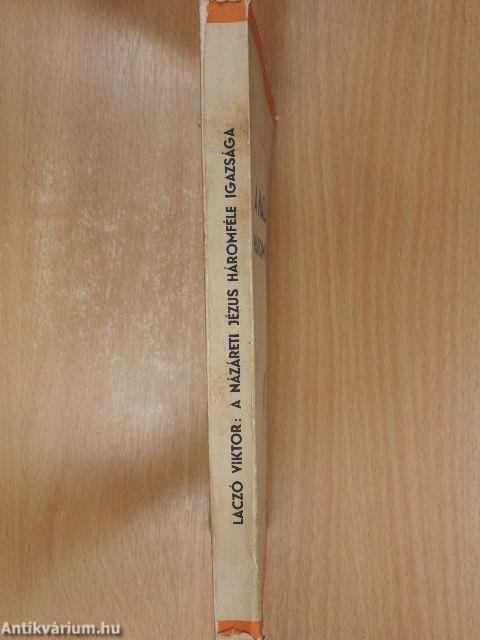 LACZÓ VIKTOR: A NÁZÁRETI JÉZUS HÁROMFÉLE IGAZSÁGA
Antikvárium.hu